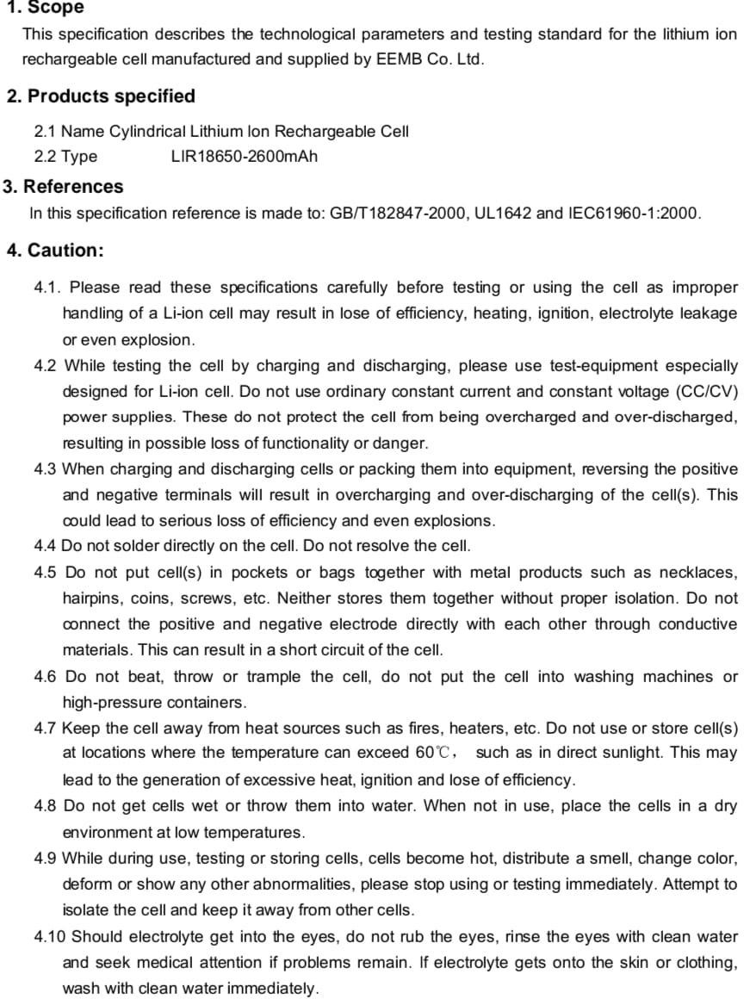 1. Scope
This specification describes the technological parameters and testing standard for the lithium ion
rechargeable cell manufactured and supplied by EEMB Co. Ltd.
2. Products specified
2.1 Name Cylindrical Lithium Ion Rechargeable Cell
2.2 Type LIR18650-2600mAh
3. References
In this specification reference is made to: GB/T182847-2000, UL1642 and IEC61960-1:2000.
4. Caution:
4.1. Please read these specifications carefully before testing or using the cell as improper
handling of a Li-ion cell may result in lose of efficiency, heating, ignition, electrolyte leakage
or even explosion.
4.2 While testing the cell by charging and discharging, please use test-equipment especially
designed for Li-ion cell. Do not use ordinary constant current and constant voltage (CC/CV)
power supplies. These do not protect the cell from being overcharged and over-discharged,
resulting in possible loss of functionality or danger.
4.3 When charging and discharging cells or packing them into equipment, reversing the positive
and negative terminals will result in overcharging and over-discharging of the cell(s). This
could lead to serious loss of efficiency and even explosions.
4.4 Do not solder directly on the cell. Do not resolve the cell.
4.5 Do not put cell(s) in pockets or bags together with metal products such as necklaces,
hairpins, coins, screws, etc. Neither stores them together without proper isolation. Do not
connect the positive and negative electrode directly with each other through conductive
materials. This can result in a short circuit of the cell.
4.6 Do not beat, throw or trample the cell, do not put the cell into washing machines or
high-pressure containers.
4.7 Keep the cell away from heat sources such as fires, heaters, etc. Do not use or store cell(s)
at locations where the temperature can exceed 60℃， such as in direct sunlight. This may
lead to the generation of excessive heat, ignition and lose of efficiency.
4.8 Do not get cells wet or throw them into water. When not in use, place the cells in a dry
environment at low temperatures.
4.9 While during use, testing or storing cells, cells become hot, distribute a smell, change color,
deform or show any other abnormalities, please stop using or testing immediately. Attempt to
isolate the cell and keep it away from other cells.
4.10 Should electrolyte get into the eyes, do not rub the eyes, rinse the eyes with clean water
and seek medical attention if problems remain. If electrolyte gets onto the skin or clothing,
wash with clean water immediately.